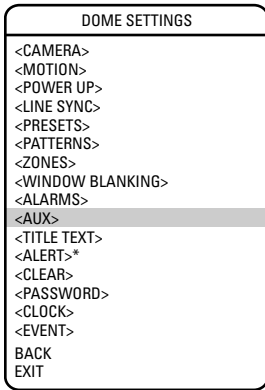 DOME SETTINGS
<CAMERA>
<MOTION>
<POWER UP>
<LINE SYNC>
<PRESETS>
<PATTERNS>
<ZONES>
<WINDOW BLANKING>
<ALARMS>
<AUX>
<TITLE TEXT>
<ALERT>*
<CLEAR>
<PASSWORD>
<CLOCK>
<EVENT>
BACK
EXIT